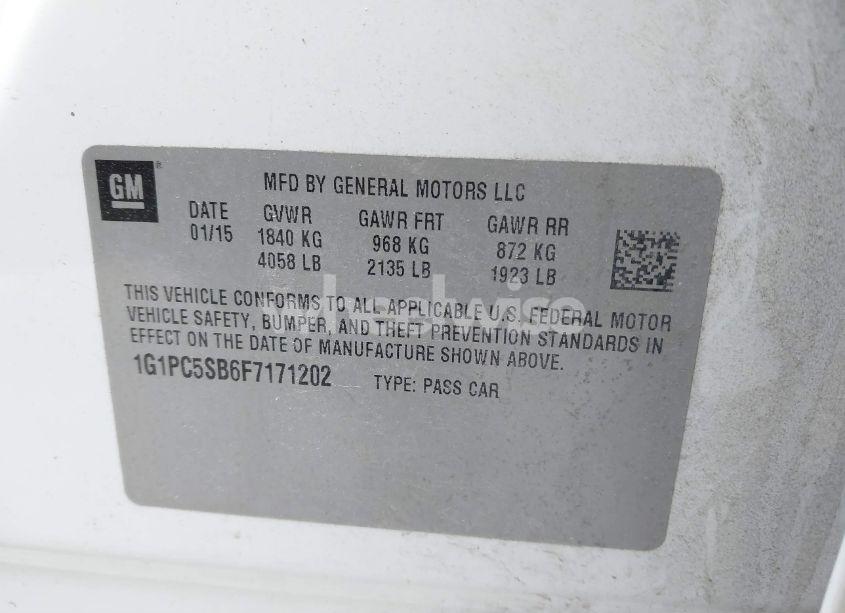 GM
MFD BY GENERAL MOTORS LLC
DATE GVWR GAWR FRT GAWR RR
01/15 1840 KG 968 KG 872 KG
4058 LB 2135 LB 1923 LB
THIS VEHICLE CONFORMS TO ALL APPLICABLE U.S. FEDERAL MOTOR
VEHICLE SAFETY, BUMPER, AND THEFT PREVENTION STANDARDS IN
EFFECT ON THE DATE OF MANUFACTURE SHOWN ABOVE.
1G1PC5SB6F7171202 TYPE: PASS CAR